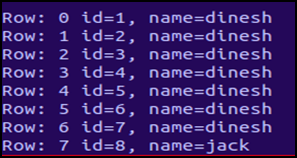 Row: 0 id=1, name=dinesh
Row: 1 id=2, name=dinesh
Row: 2 id=3, name=dinesh
Row: 3 id=4, name=dinesh
Row: 4 id=5, name=dinesh
Row: 5 id=6, name=dinesh
Row: 6 id=7, name=dinesh
Row: 7 id=8, name=jack